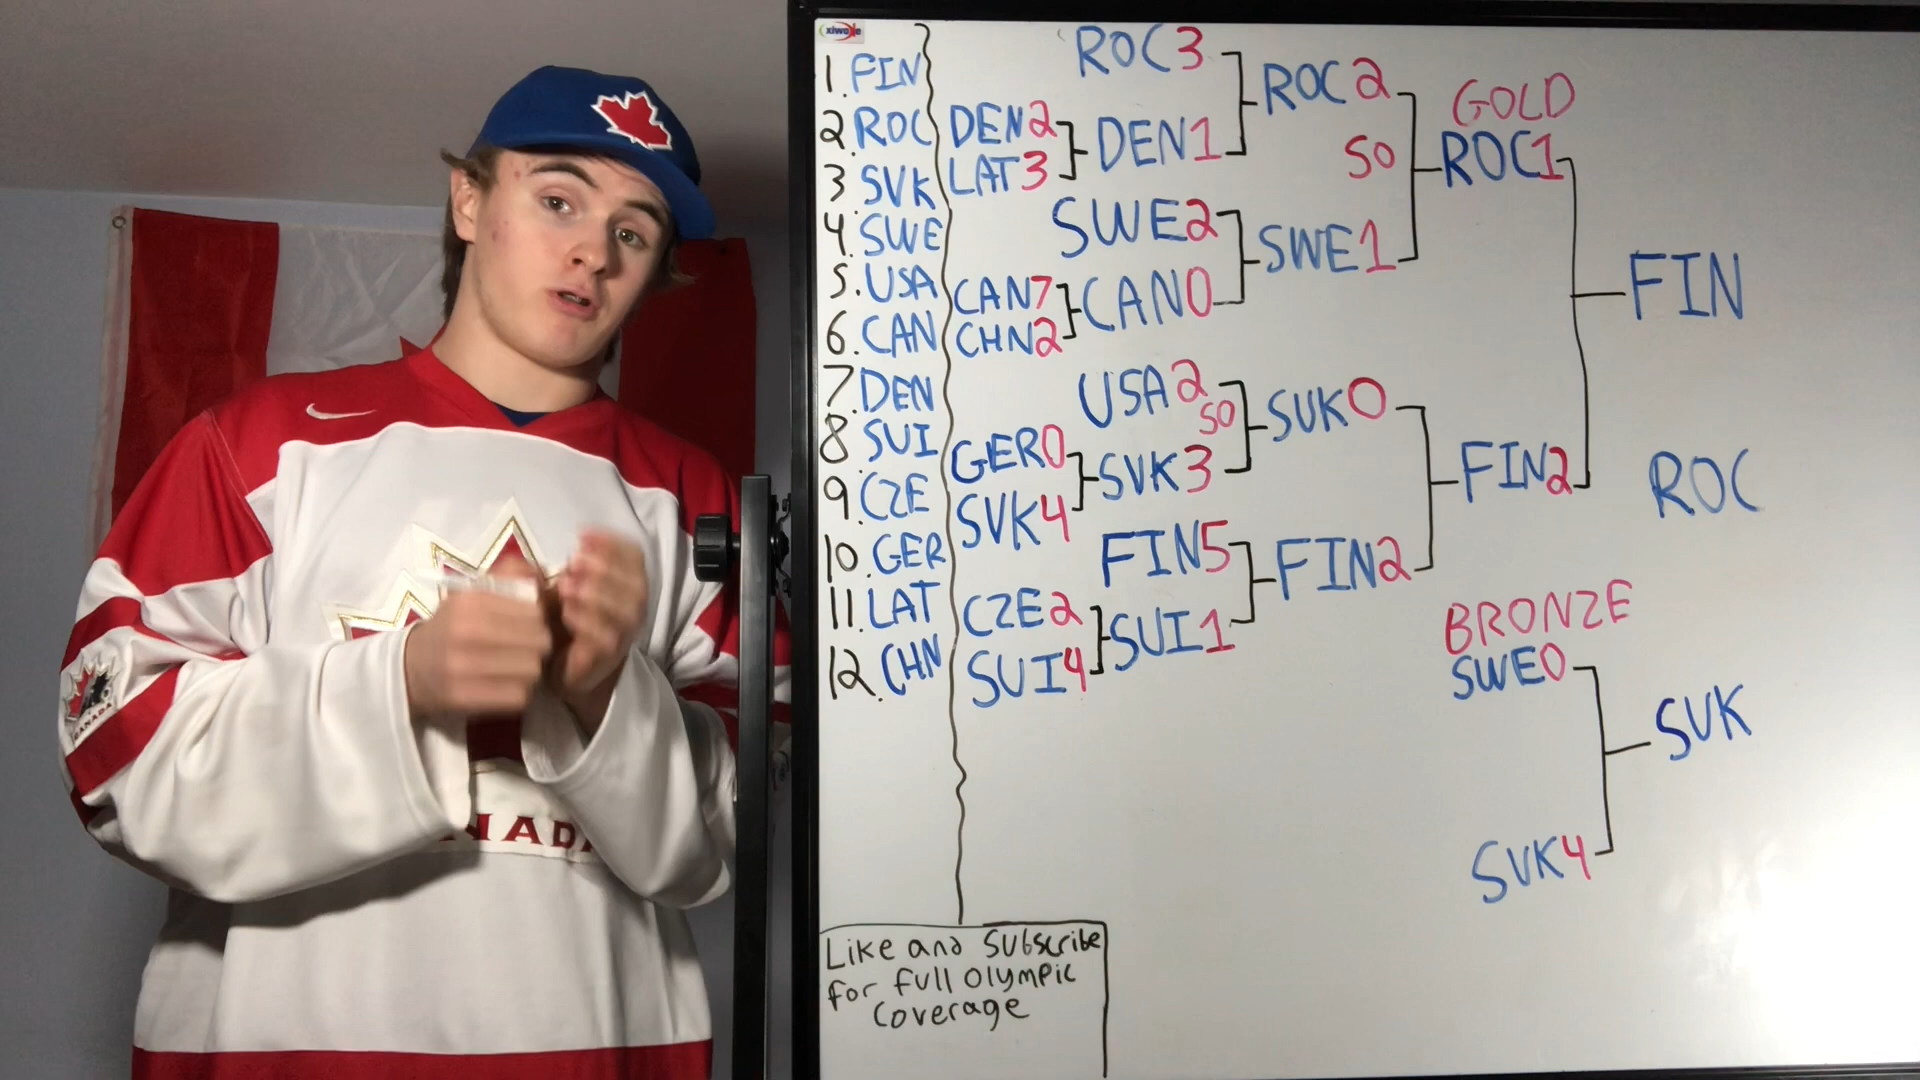 xiwode
1. FIN
2. ROC
3 SVK
4. SWE
5. USA
6. CAN
7. DEN
8 SUI
9. CZE
10. GER
11. LAT
12. CHN
DEN 2
LAT 3
CAN 7
CHN 2
GER 0
SVK 4
CZE 2
SUI 4
ROC 3
DEN 1
SWE 2
CAN 0
USA 2
SO
SVK 3
FIN 5
SUI 1
ROC 2
SO
SWE 1
SVK 0
FIN 2
GOLD
ROC 1
FIN 2
FIN
ROC
BRONZE
SWE 0
SVK 4
SVK
Like and Subscribe
for full Olympic
Coverage
CANADA
NADA